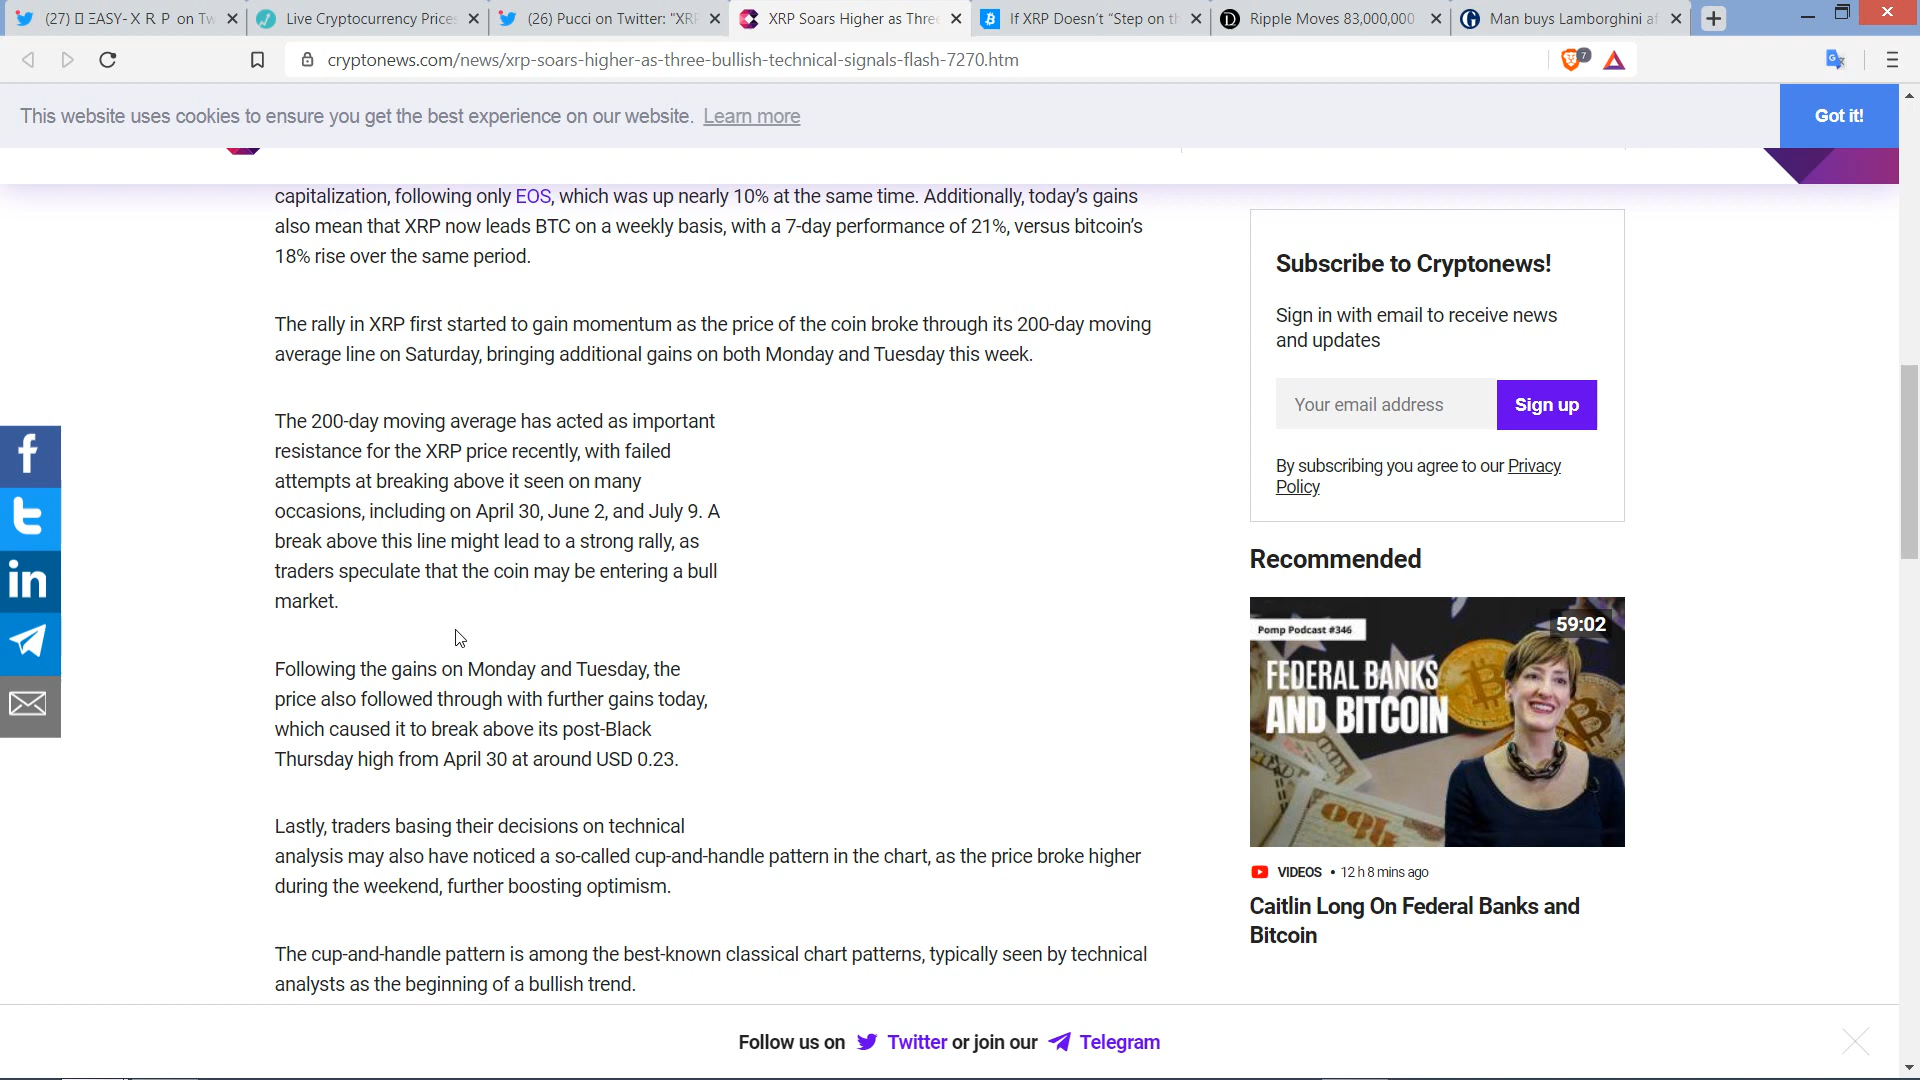 (27) EASY- X R P on Tw
Live Cryptocurrency Prices
(26) Pucci on Twitter: "XR
XRP Soars Higher as Three
If XRP Doesn't "Step on th
Ripple Moves 83,000,000
Man buys Lamborghini af
cryptonews.com/news/xrp-soars-higher-as-three-bullish-technical-signals-flash-7270.htm
7
This website uses cookies to ensure you get the best experience on our website. Learn more
Got it!
capitalization, following only EOS, which was up nearly 10% at the same time. Additionally, today's gains
also mean that XRP now leads BTC on a weekly basis, with a 7-day performance of 21%, versus bitcoin's
18% rise over the same period.
The rally in XRP first started to gain momentum as the price of the coin broke through its 200-day moving
average line on Saturday, bringing additional gains on both Monday and Tuesday this week.
The 200-day moving average has acted as important
resistance for the XRP price recently, with failed
attempts at breaking above it seen on many
occasions, including on April 30, June 2, and July 9. A
break above this line might lead to a strong rally, as
traders speculate that the coin may be entering a bull
market.
Following the gains on Monday and Tuesday, the
price also followed through with further gains today,
which caused it to break above its post-Black
Thursday high from April 30 at around USD 0.23.
Lastly, traders basing their decisions on technical
analysis may also have noticed a so-called cup-and-handle pattern in the chart, as the price broke higher
during the weekend, further boosting optimism.
The cup-and-handle pattern is among the best-known classical chart patterns, typically seen by technical
analysts as the beginning of a bullish trend.
Subscribe to Cryptonews!
Sign in with email to receive news
and updates
Your email address
Sign up
By subscribing you agree to our Privacy
Policy
Recommended
Pomp Podcast #346
59:02
FEDERAL BANKS
AND BITCOIN
VIDEOS • 12 h 8 mins ago
Caitlin Long On Federal Banks and
Bitcoin
Follow us on Twitter or join our Telegram